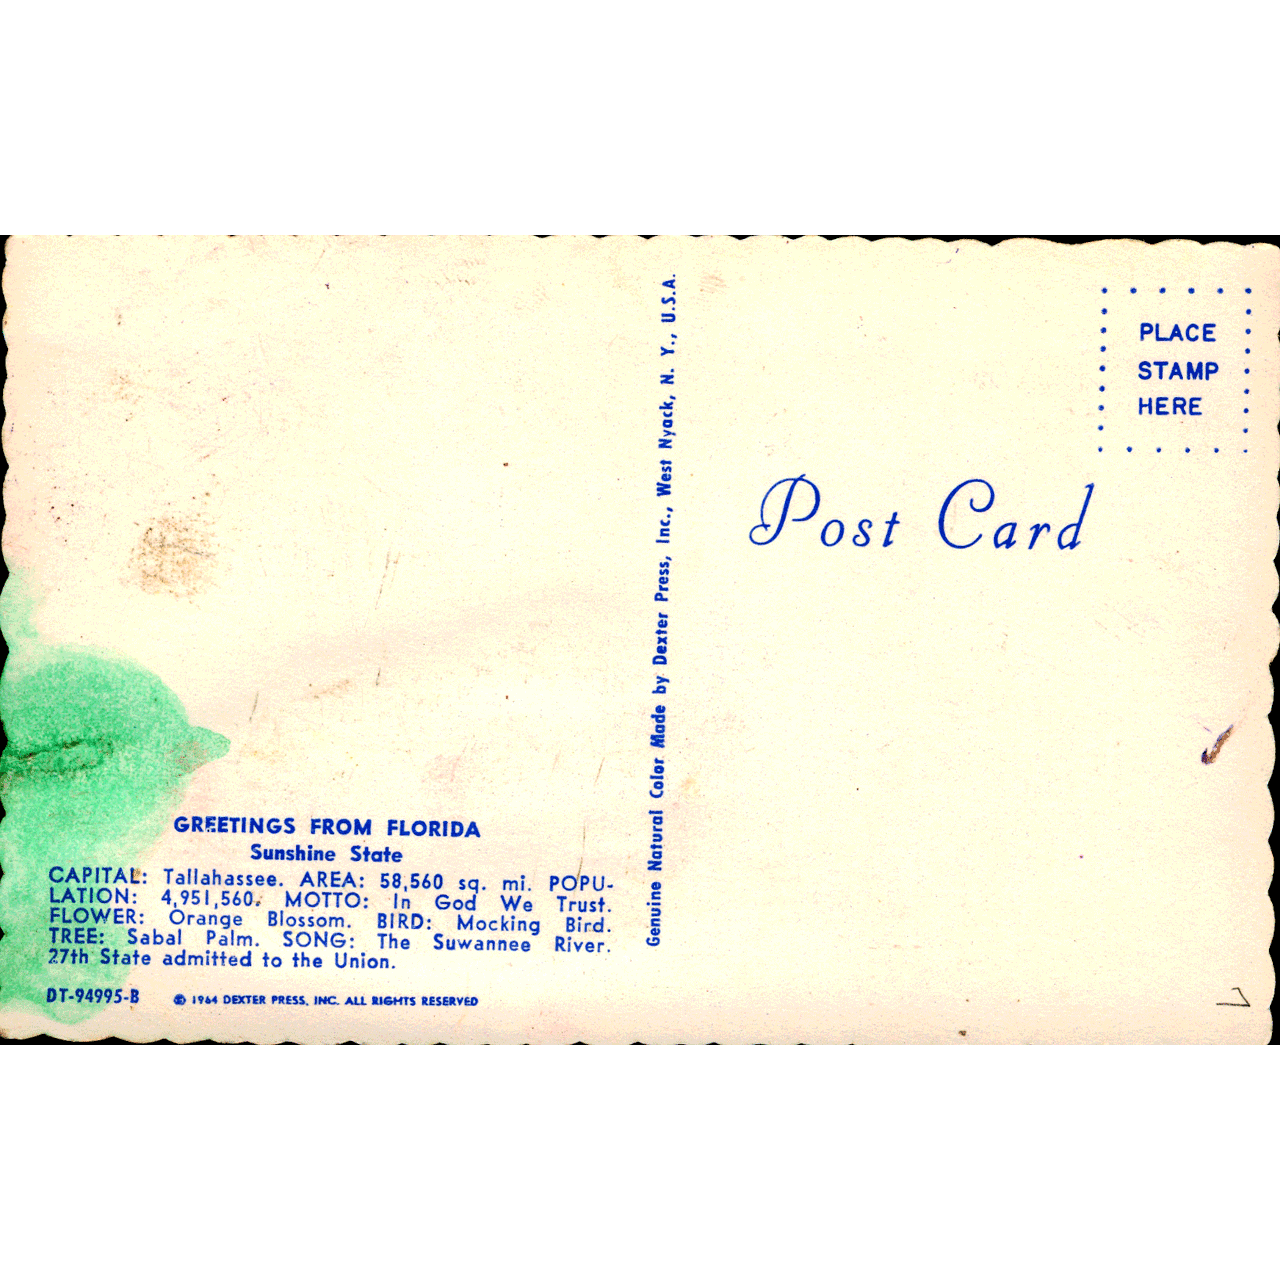 GREETINGS FROM FLORIDA
Sunshine State
CAPITAL: Tallahassee. AREA: 58,560 sq. mi. POPU-
LATION: 4,951,560. MOTTO: In God We Trust.
FLOWER: Orange Blossom. BIRD: Mocking Bird.
TREE: Sabal Palm. SONG: The Suwannee River.
27th State admitted to the Union.
DT-94995-B
© 1964 DEXTER PRESS, INC. ALL RIGHTS RESERVED
Genuine Natural Color Made by Dexter Press, Inc., West Nyack, N. Y., U.S.A.
PLACE
STAMP
HERE
Post Card